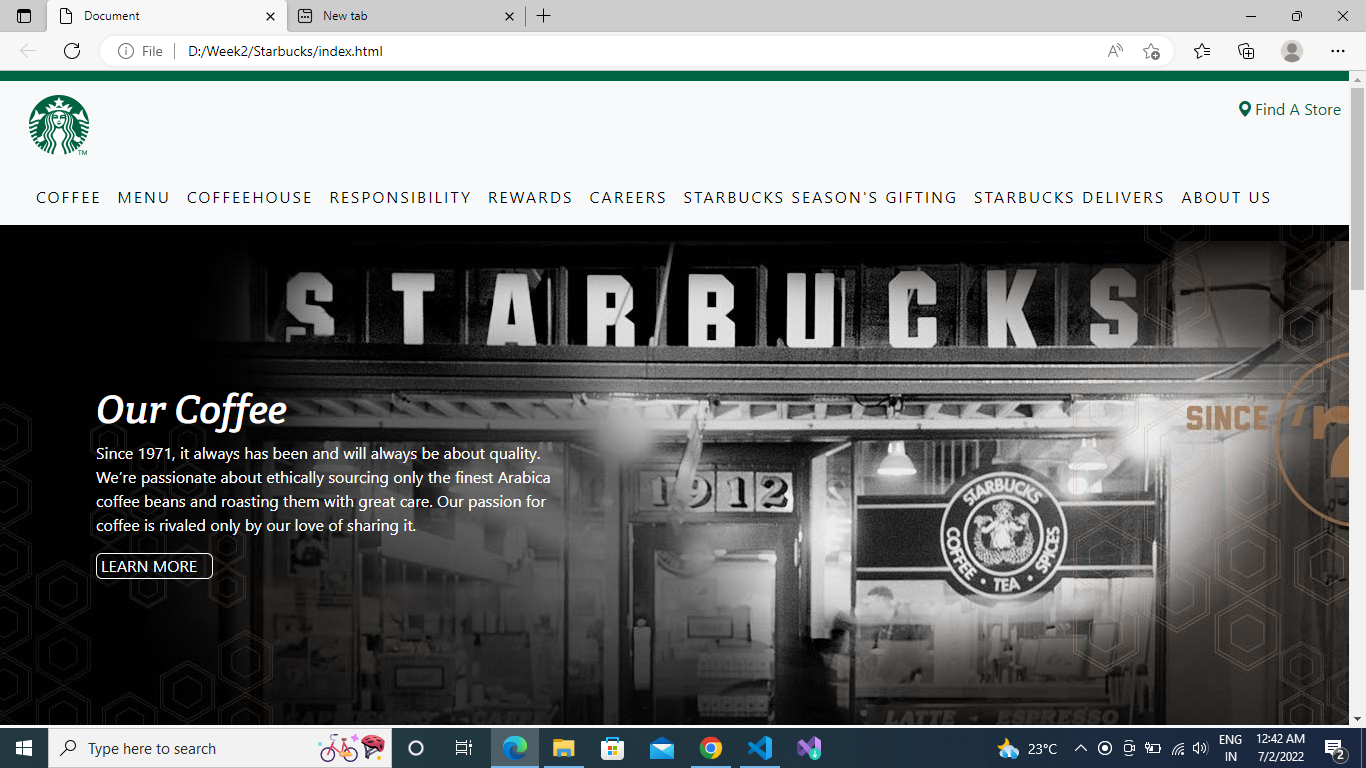 Document
New tab
File
D:/Week2/Starbucks/index.html
TM
Find A Store
COFFEE MENU COFFEEHOUSE RESPONSIBILITY REWARDS CAREERS STARBUCKS SEASON'S GIFTING STARBUCKS DELIVERS ABOUT US
STARBUCKS
SINCE '7
Our Coffee
Since 1971, it always has been and will always be about quality.
We're passionate about ethically sourcing only the finest Arabica
coffee beans and roasting them with great care. Our passion for
coffee is rivaled only by our love of sharing it.
LEARN MORE
1912
STARBUCKS
COFFEE · TEA · SPICES
LATTE · ESPRESSO
Type here to search
23°C
ENG
IN
12:42 AM
7/2/2022
2